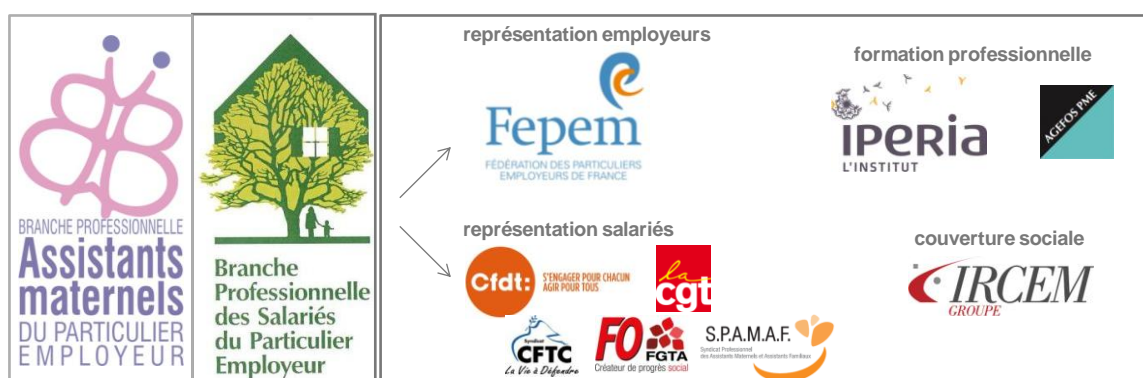 BRANCHE PROFESSIONNELLE
Assistants
maternels
DU PARTICULIER
EMPLOYEUR
Branche
Professionnelle
des Salariés
du Particulier
Employeur
représentation employeurs
Fepem
FÉDÉRATION DES PARTICULIERS
EMPLOYEURS DE FRANCE
formation professionnelle
IPERia
L'INSTITUT
AGEFOS PME
représentation salariés
Cfdt:
S'ENGAGER POUR CHACUN
AGIR POUR TOUS
la
cgt
Syndicat
CFTC
La Vie à Défendre
FO
FGTA
Créateur de progrès social
S.P.A.M.A.F.
Syndicat Professionnel
des Assistants Maternels et Assistants Familiaux
couverture sociale
IRCEM
GROUPE